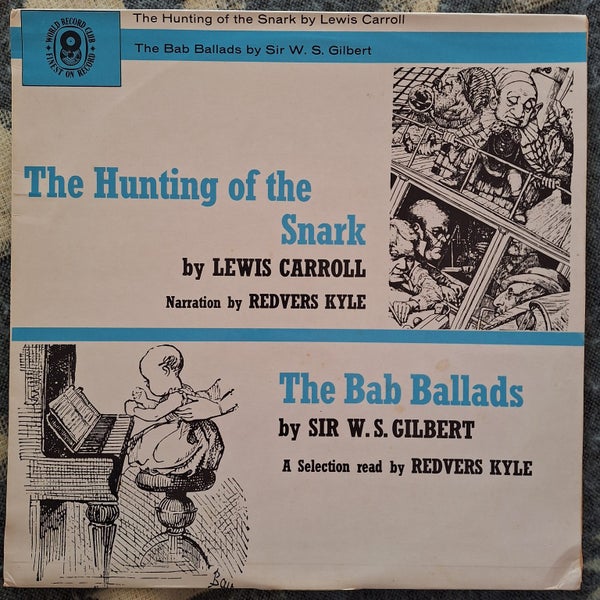 The Hunting of the Snark by Lewis Carroll
WORLD RECORD CLUB
FINEST ON RECORD
The Bab Ballads by Sir W. S. Gilbert
The Hunting of the
Snark
by LEWIS CARROLL
Narration by REDVERS KYLE
The Bab Ballads
by SIR W. S. GILBERT
A Selection read by REDVERS KYLE
Bab